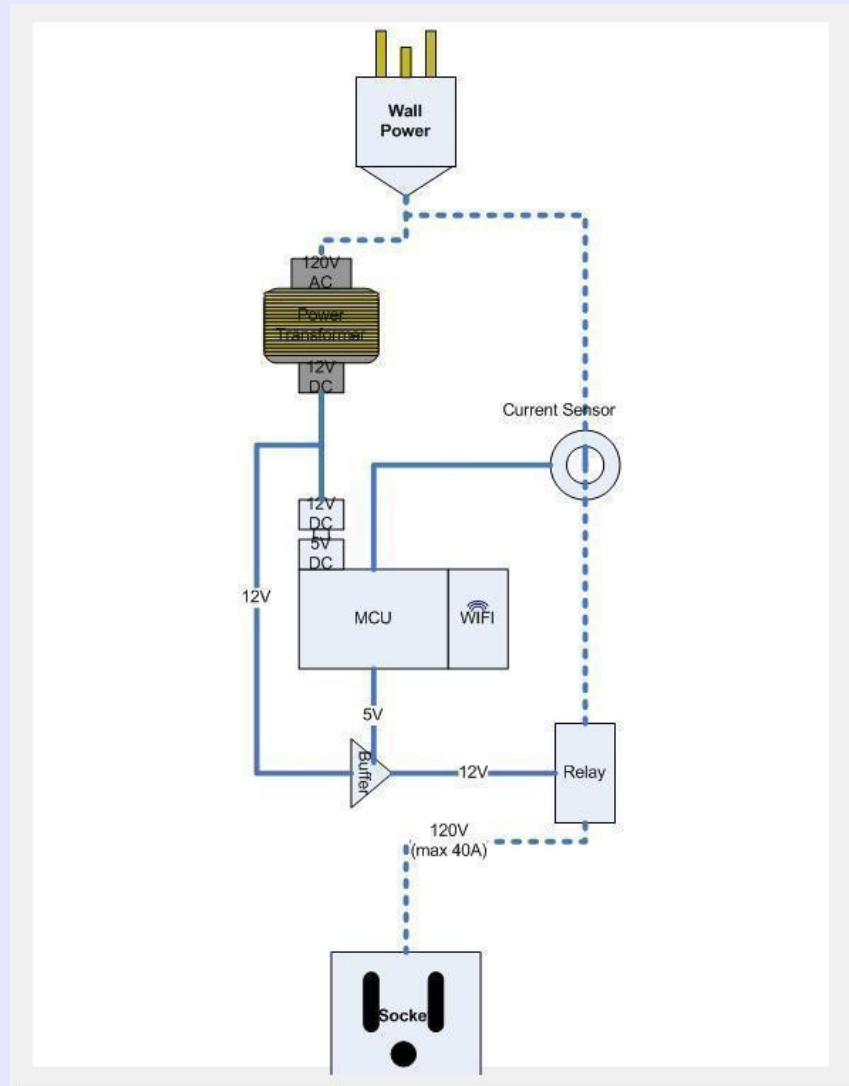 Wall
Power
120V
AC
Power
Transformer
12V
DC
Current Sensor
12V
DC
5V
DC
12V
MCU
WIFI
5V
Buffer
12V
Relay
120V
(max 40A)
Socket